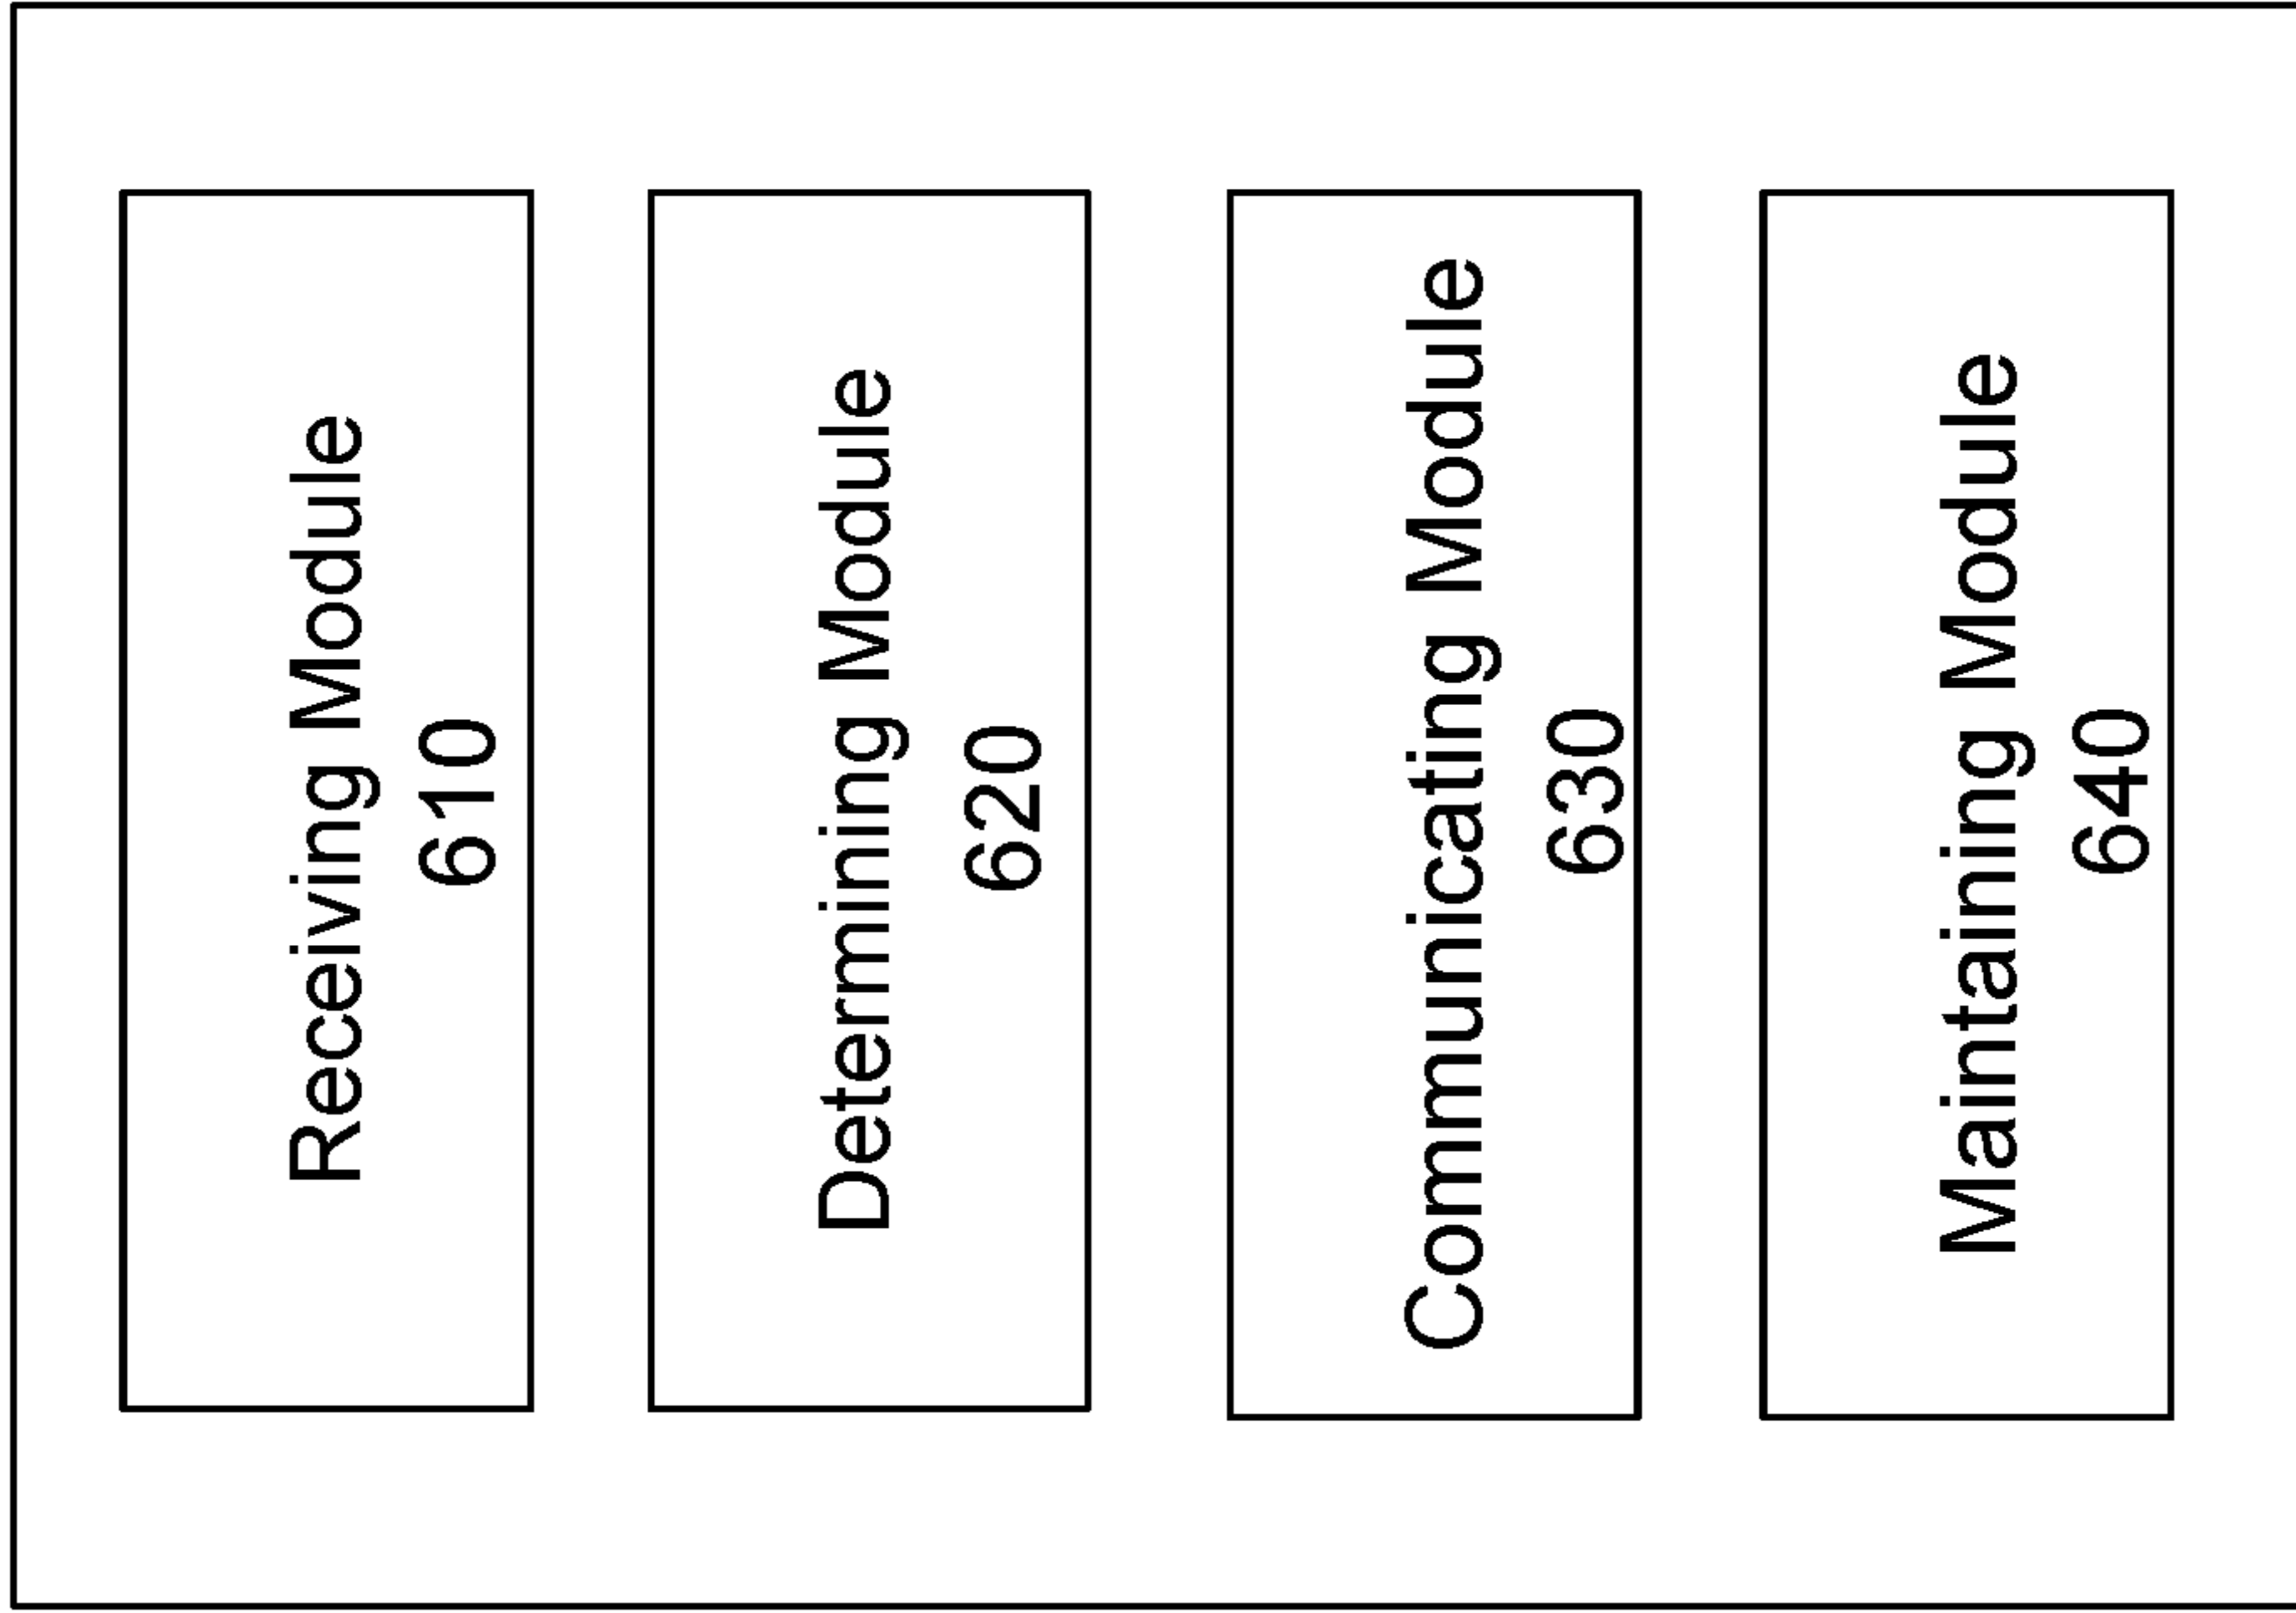 Receiving Module
610
Determining Module
620
Communicating Module
630
Maintaining Module
640